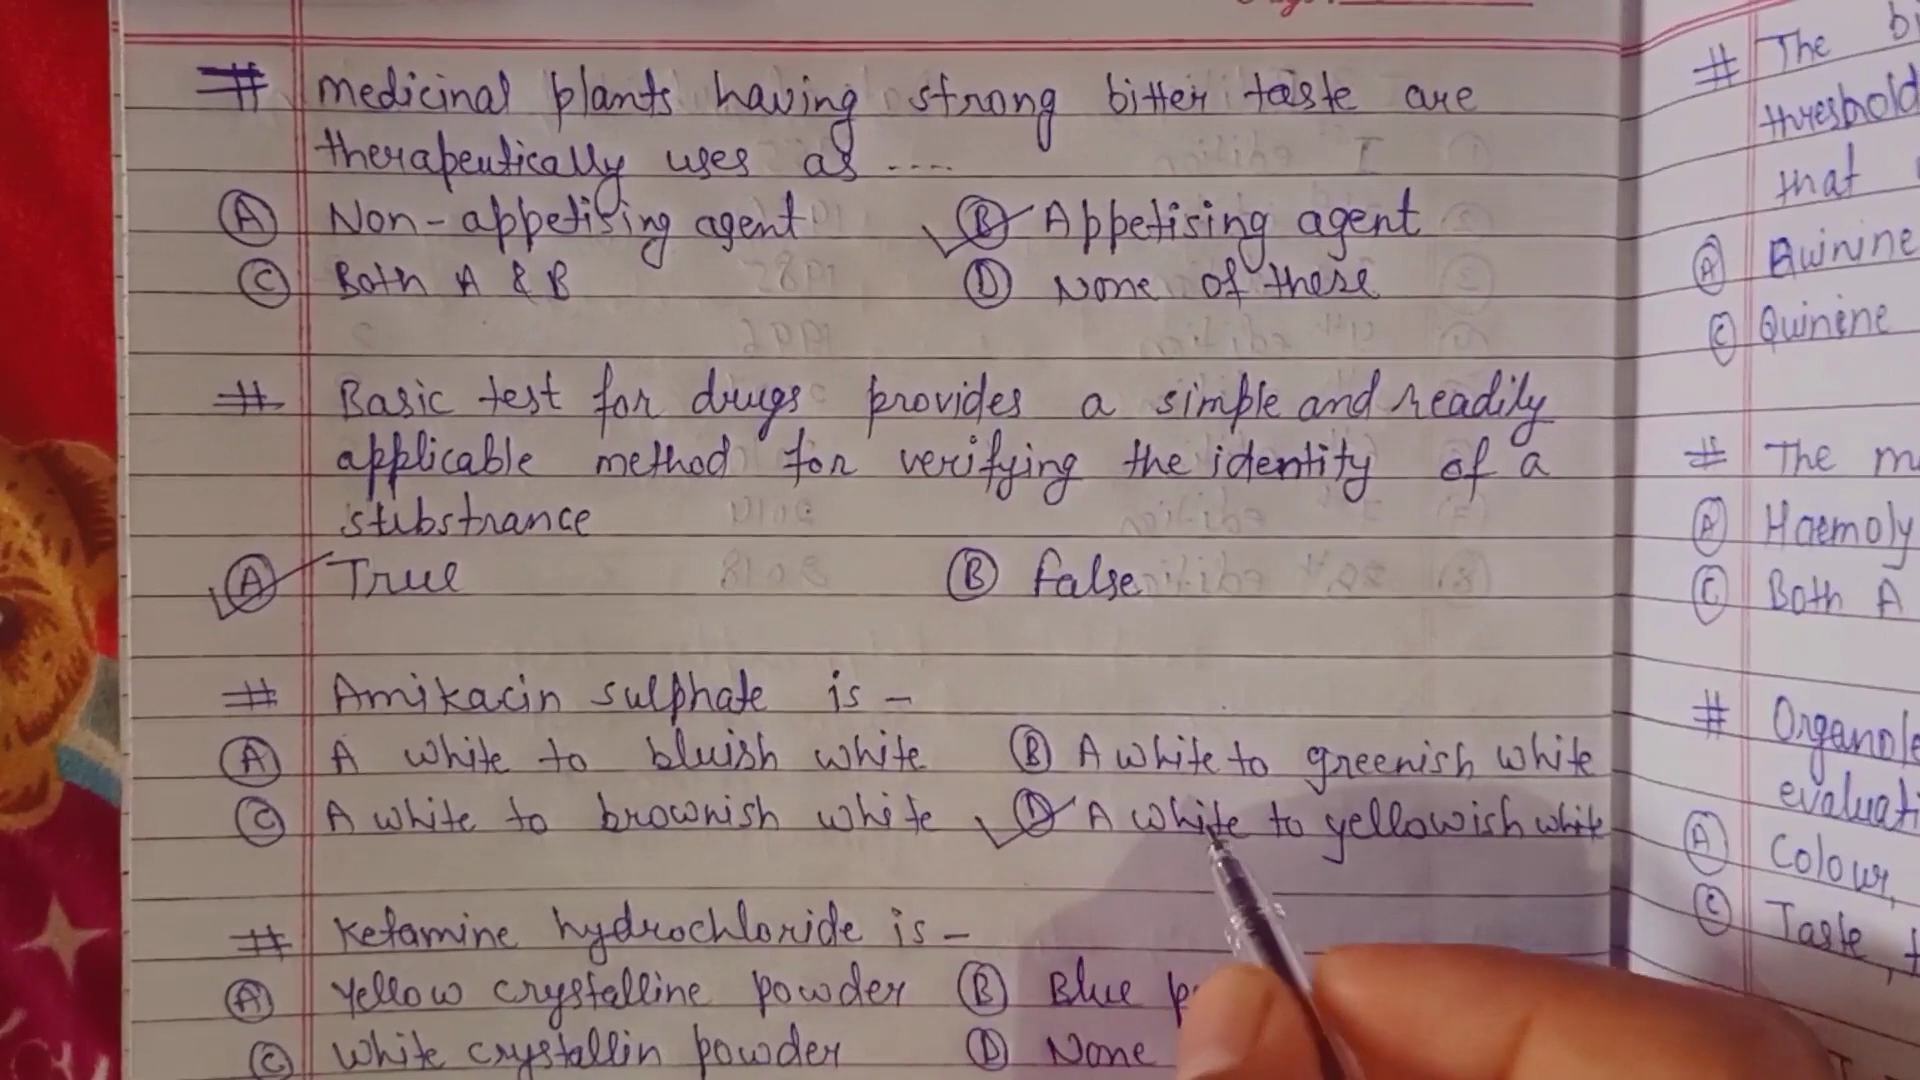 # medicinal plants having strong bitter taste are
therapeutically uses as ....
(A) Non-appetising agent (B) Appetising agent
(C) Both A & B (D) None of these
# Basic test for drugs provides a simple and readily
applicable method for verifying the identity of a
substrance
(A) True (B) false
# Amikacin sulphate is -
(A) A white to bluish white (B) A white to greenish white
(C) A white to brownish white (D) A white to yellowish white
# Ketamine hydrochloride is -
(A) Yellow crystalline powder (B) Blue
(C) White crystallin powder (D) None
# The
threshold
that
(A) Quinine
(C) Quinene
# The
(A) Haemoly
(C) Both A
# Organole
evaluati
(A) Colour,
(C) Taste,